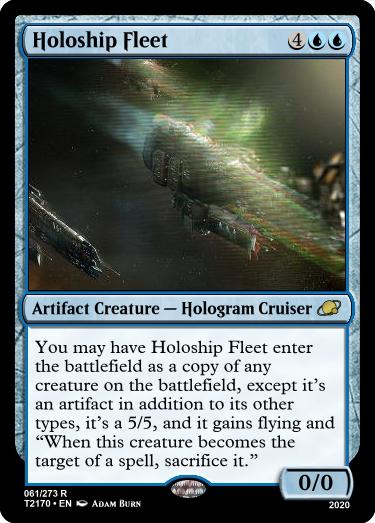 Holoship Fleet 4
Artifact Creature — Hologram Cruiser
You may have Holoship Fleet enter
the battlefield as a copy of any
creature on the battlefield, except it's
an artifact in addition to its other
types, it's a 5/5, and it gains flying and
“When this creature becomes the
target of a spell, sacrifice it.”
0/0
061/273 R
T2170 • EN Adam Burn
2020